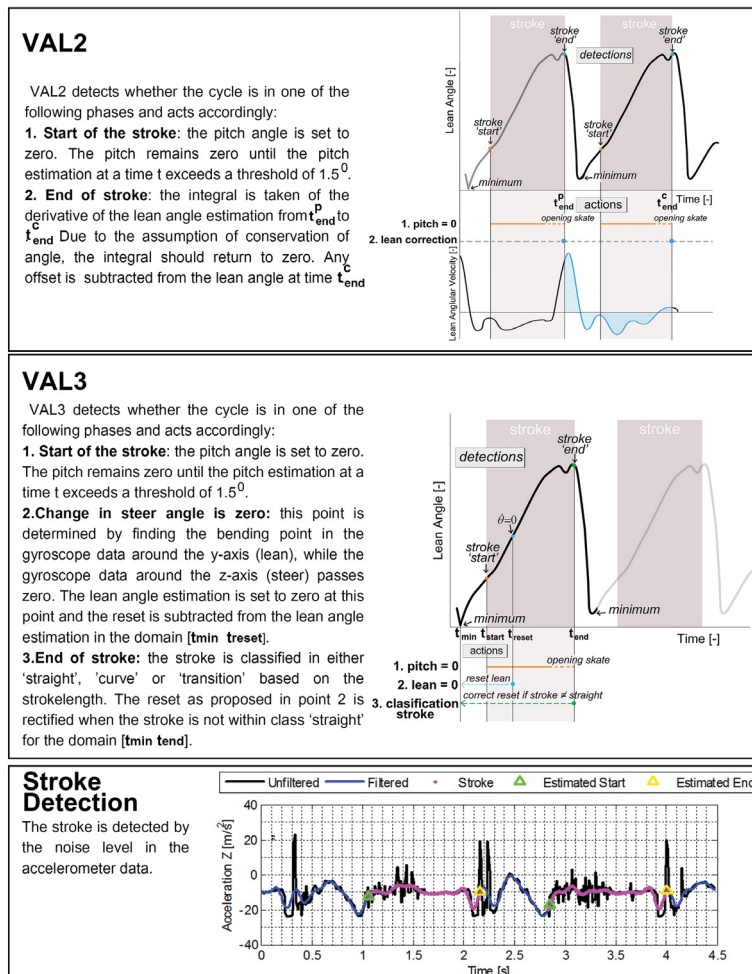 VAL2
VAL2 detects whether the cycle is in one of the
following phases and acts accordingly:
1. Start of the stroke: the pitch angle is set to
zero. The pitch remains zero until the pitch
estimation at a time t exceeds a threshold of 1.5⁰.
2. End of stroke: the integral is taken of the
derivative of the lean angle estimation from t^p_end to
t^c_end Due to the assumption of conservation of
angle, the integral should return to zero. Any
offset is subtracted from the lean angle at time t^c_end
stroke
stroke
stroke 'end'
stroke 'end'
detections
Lean Angle [-]
stroke 'start'
stroke 'start'
minimum
minimum
t^p_end
actions
t^c_end
Time [-]
1. pitch = 0
opening skate
opening skate
2. lean correction
Lean Anglular Velocity [-]
VAL3
VAL3 detects whether the cycle is in one of the
following phases and acts accordingly:
1. Start of the stroke: the pitch angle is set to zero.
The pitch remains zero until the pitch estimation at a
time t exceeds a threshold of 1.5⁰.
2.Change in steer angle is zero: this point is
determined by finding the bending point in the
gyroscope data around the y-axis (lean), while the
gyroscope data around the z-axis (steer) passes
zero. The lean angle estimation is set to zero at this
point and the reset is subtracted from the lean angle
estimation in the domain [tmin treset].
3.End of stroke: the stroke is classified in either
'straight', 'curve' or 'transition' based on the
strokelength. The reset as proposed in point 2 is
rectified when the stroke is not within class 'straight'
for the domain [tmin tend].
stroke
stroke
detections
stroke
'end'
Lean Angle [-]
θ̇=0
stroke
'start'
minimum
minimum
tmin tstart treset tend
Time [-]
actions
1. pitch = 0
opening skate
2. lean = 0
reset lean
correct reset if stroke ≠ straight
3. clasification
stroke
Stroke
Detection
The stroke is detected by
the noise level in the
accelerometer data.
Unfiltered Filtered Stroke Estimated Start Estimated End
Acceleration Z [m/s²]
40
20
0
-20
-40
0 0.5 1 1.5 2 2.5 3 3.5 4 4.5
Time [s]